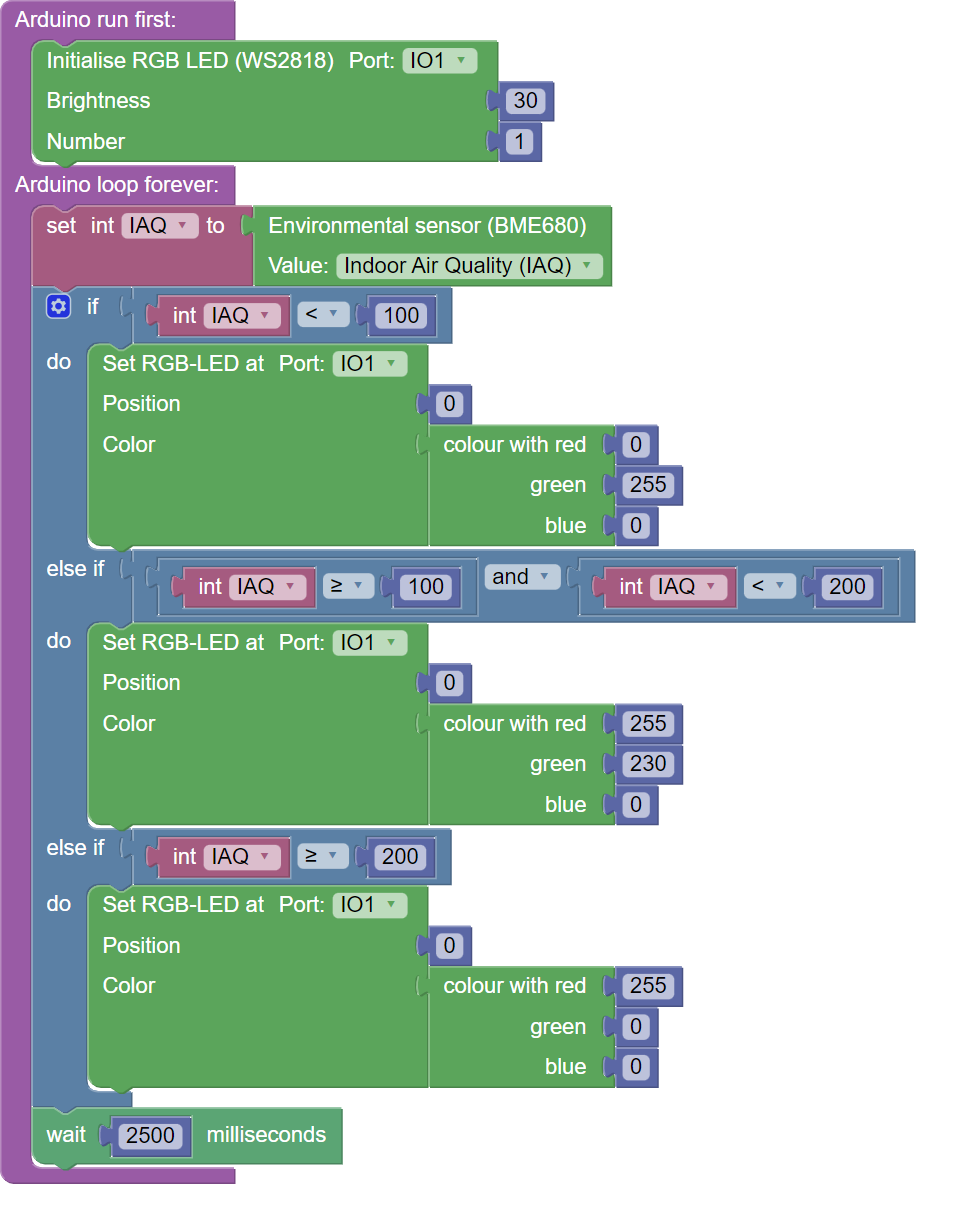 Arduino run first:
Initialise RGB LED (WS2818) Port: IO1
Brightness 30
Number 1
Arduino loop forever:
set int IAQ to Environmental sensor (BME680)
Value: Indoor Air Quality (IAQ)
if int IAQ < 100
do Set RGB-LED at Port: IO1
Position 0
Color colour with red 0
green 255
blue 0
else if int IAQ ≥ 100 and int IAQ < 200
do Set RGB-LED at Port: IO1
Position 0
Color colour with red 255
green 230
blue 0
else if int IAQ ≥ 200
do Set RGB-LED at Port: IO1
Position 0
Color colour with red 255
green 0
blue 0
wait 2500 milliseconds